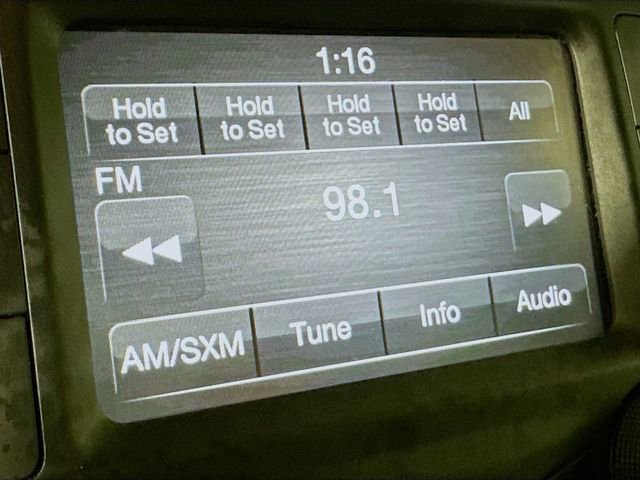 1:16
Hold to Set Hold to Set Hold to Set Hold to Set All
FM
98.1
AM/SXM Tune Info Audio